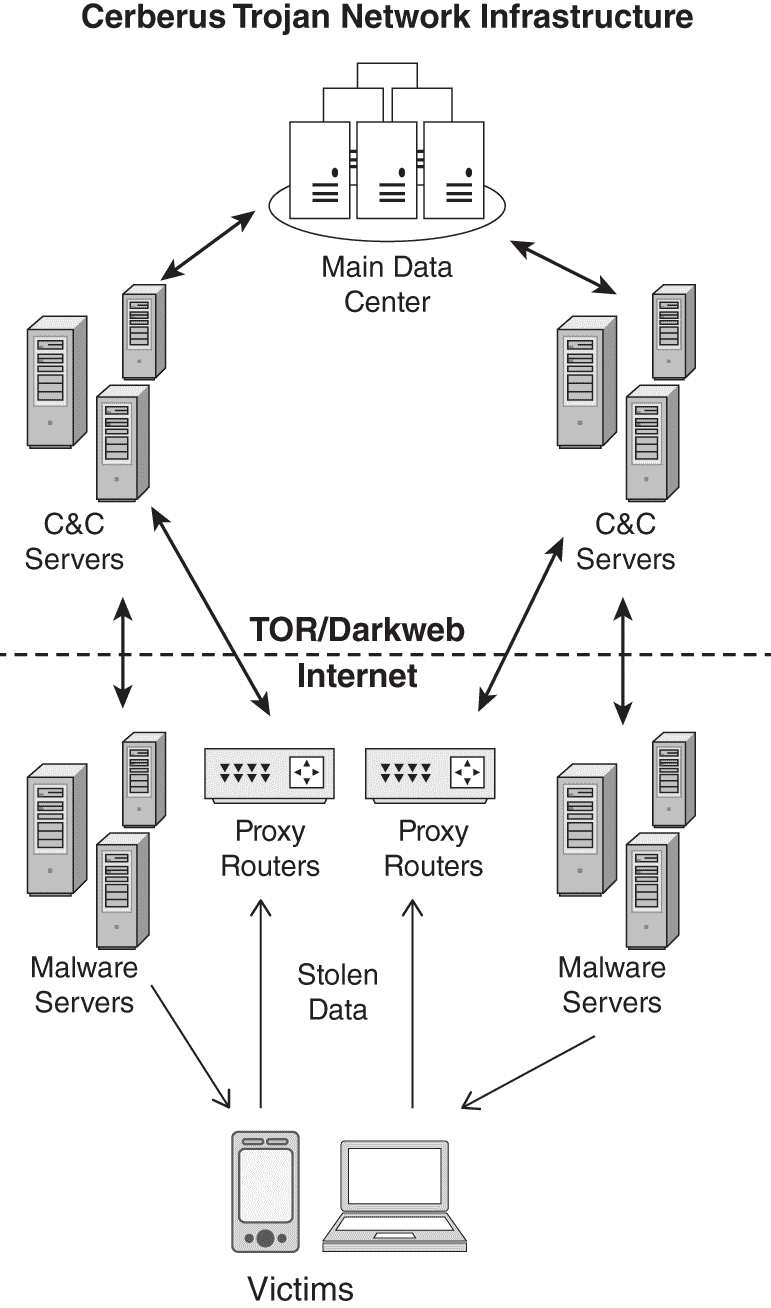 Cerberus Trojan Network Infrastructure
Main Data
Center
C&C
Servers
C&C
Servers
TOR/Darkweb
Internet
Proxy
Routers
Proxy
Routers
Malware
Servers
Stolen
Data
Malware
Servers
Victims